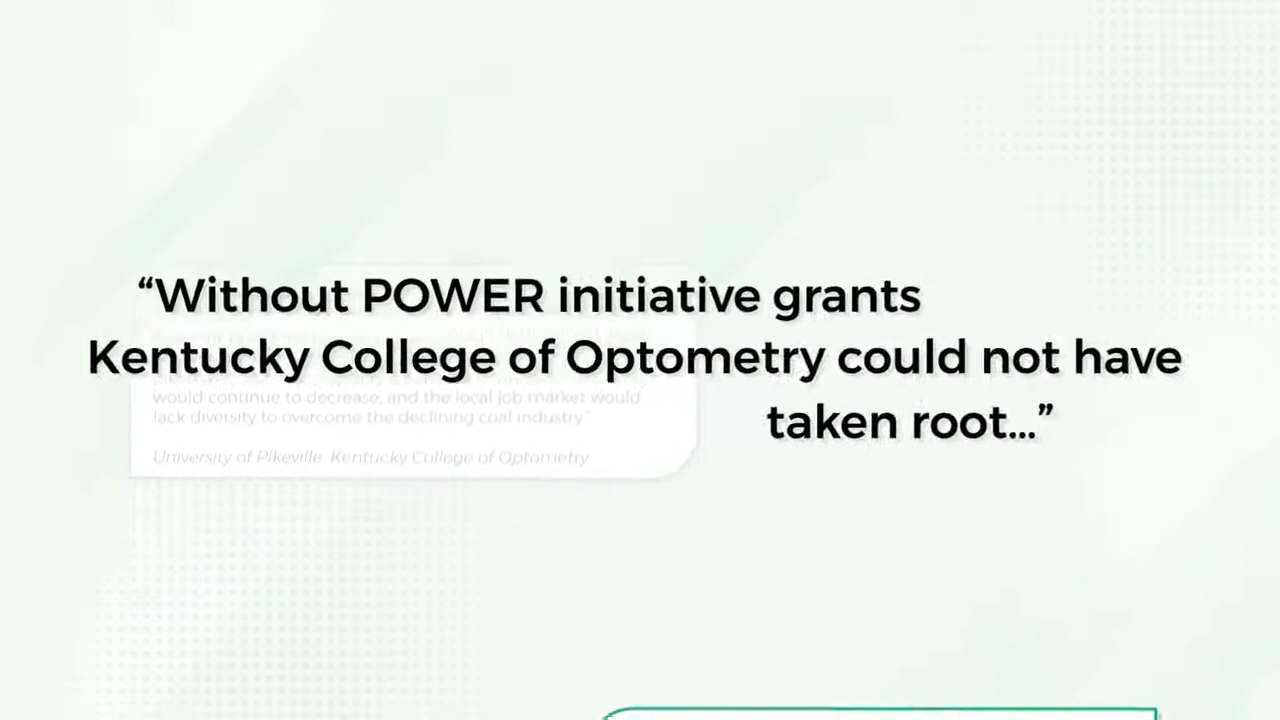 “Without POWER initiative grants
Kentucky College of Optometry could not have
taken root...”
would continue to decrease, and the local job market would
lack diversity to overcome the declining coal industry.”
University of Pikeville, Kentucky College of Optometry